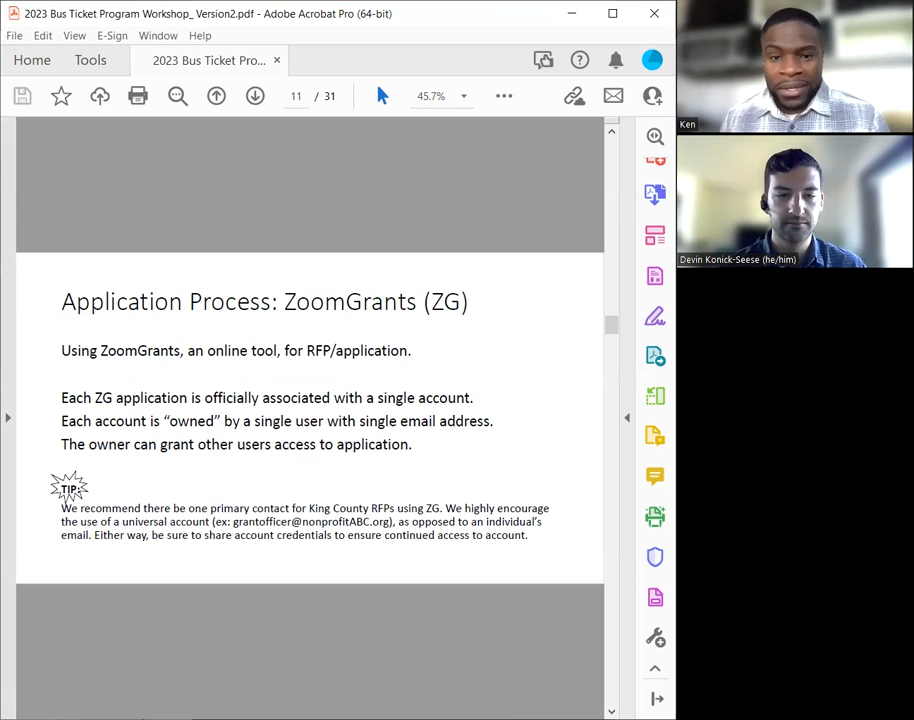 2023 Bus Ticket Program Workshop_ Version2.pdf - Adobe Acrobat Pro (64-bit)
File Edit View E-Sign Window Help
Home Tools 2023 Bus Ticket Pro... ×
11 / 31 45.7%
Ken
Devin Konick-Seese (he/him)
Application Process: ZoomGrants (ZG)
Using ZoomGrants, an online tool, for RFP/application.
Each ZG application is officially associated with a single account.
Each account is “owned” by a single user with single email address.
The owner can grant other users access to application.
TIP:
We recommend there be one primary contact for King County RFPs using ZG. We highly encourage
the use of a universal account (ex: grantofficer@nonprofitABC.org), as opposed to an individual’s
email. Either way, be sure to share account credentials to ensure continued access to account.